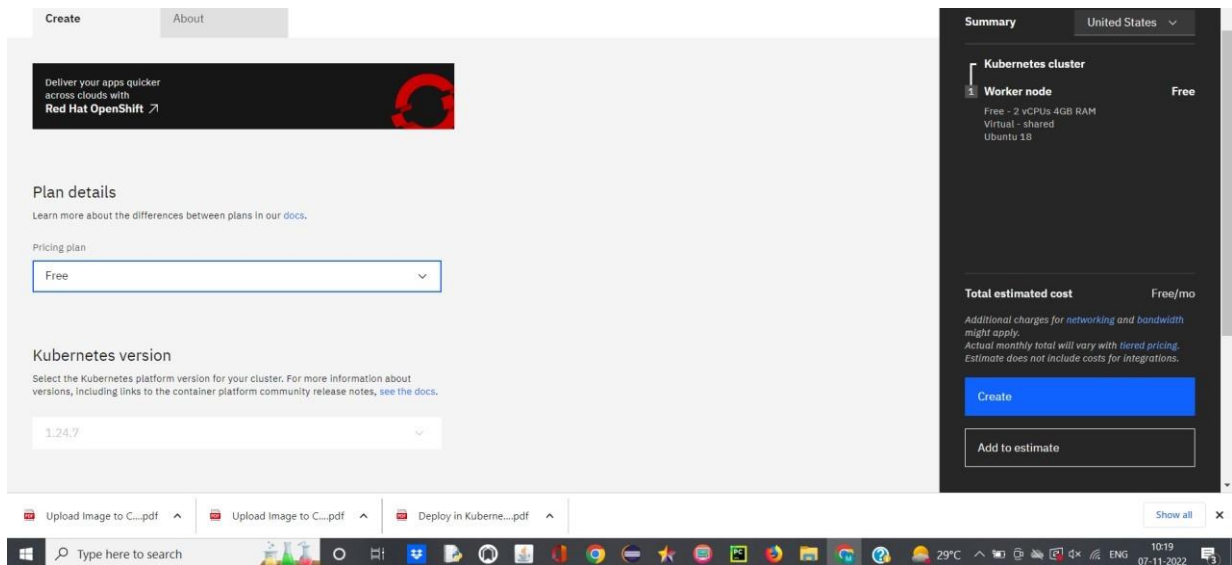 Create
About
Deliver your apps quicker
across clouds with
Red Hat OpenShift
Plan details
Learn more about the differences between plans in our docs.
Pricing plan
Free
Kubernetes version
Select the Kubernetes platform version for your cluster. For more information about
versions, including links to the container platform community release notes, see the docs.
1.24.7
Summary
United States
Kubernetes cluster
1 Worker node Free
Free - 2 vCPUs 4GB RAM
Virtual - shared
Ubuntu 18
Total estimated cost Free/mo
Additional charges for networking and bandwidth
might apply.
Actual monthly total will vary with tiered pricing.
Estimate does not include costs for integrations.
Create
Add to estimate
Upload Image to C....pdf
Upload Image to C....pdf
Deploy in Kuberne....pdf
Show all
Type here to search
29°C
ENG
10:19
07-11-2022